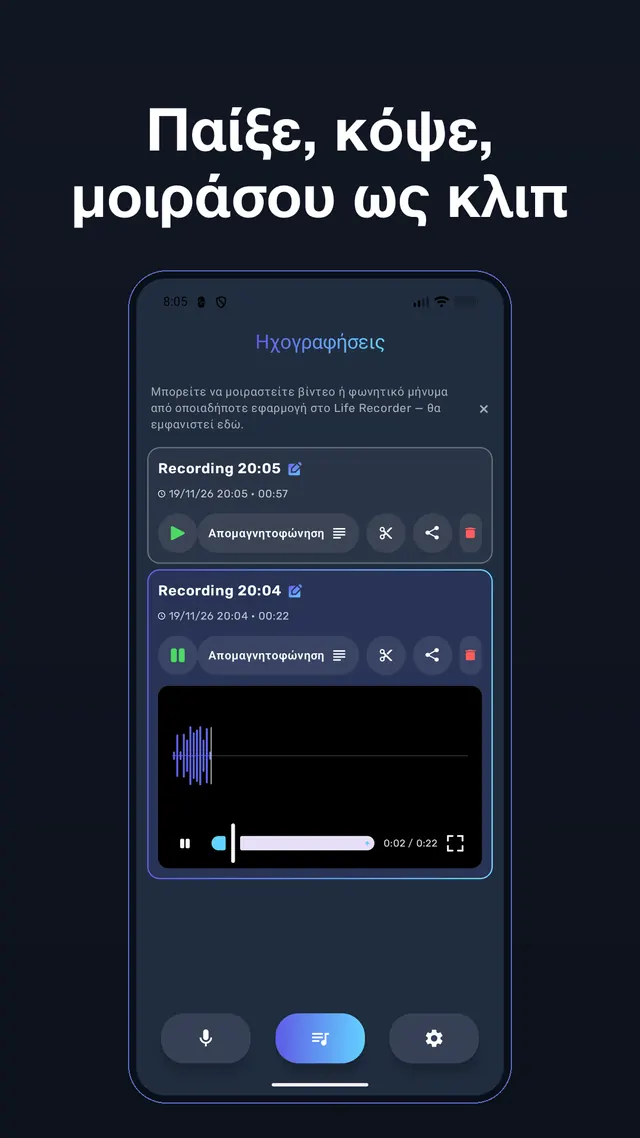 Παίξε, κόψε,
μοιράσου ως κλιπ
8:05
Ηχογραφήσεις
Μπορείτε να μοιραστείτε βίντεο ή φωνητικό μήνυμα
από οποιαδήποτε εφαρμογή στο Life Recorder – θα
εμφανιστεί εδώ.
Recording 20:05
19/11/26 20:05 • 00:57
Απομαγνητοφώνηση
Recording 20:04
19/11/26 20:04 • 00:22
Απομαγνητοφώνηση
0:02 / 0:22